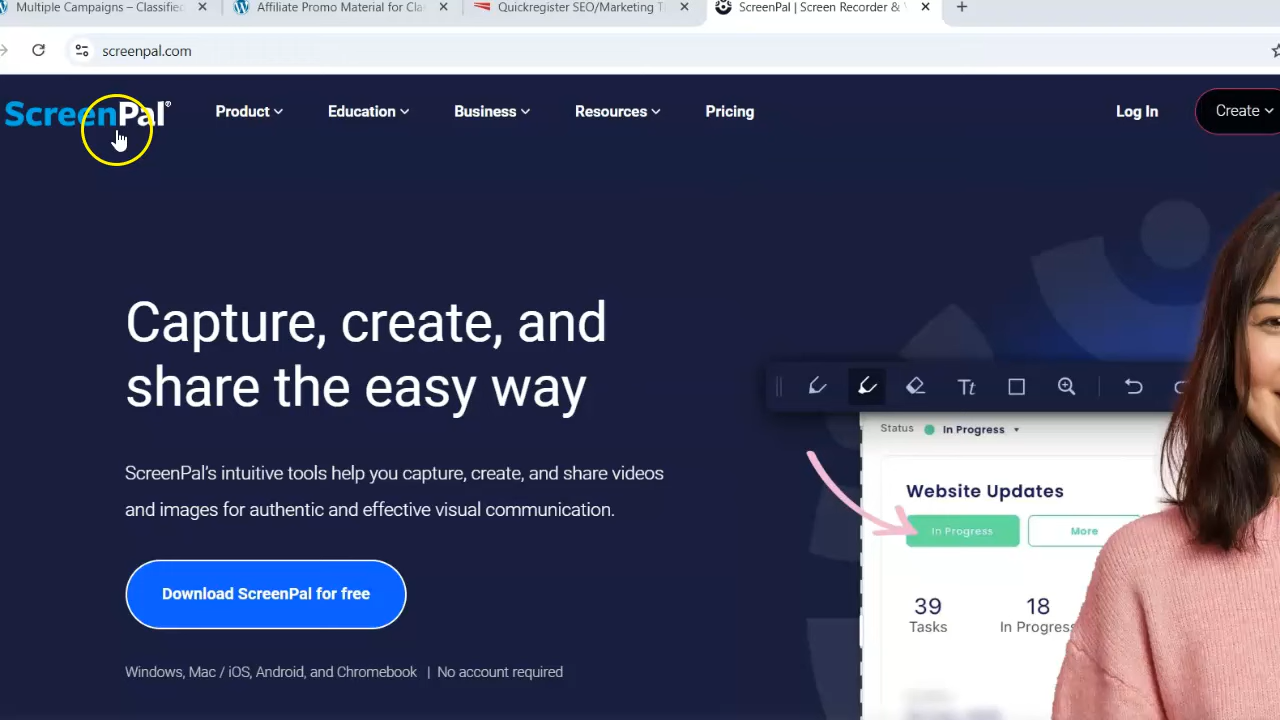 Multiple Campaigns – Classified
Affiliate Promo Material for Cla
Quickregister SEO/Marketing T
ScreenPal | Screen Recorder & V
screenpal.com
ScreenPal®
Product
Education
Business
Resources
Pricing
Log In
Create
Capture, create, and
share the easy way
ScreenPal's intuitive tools help you capture, create, and share videos
and images for authentic and effective visual communication.
Download ScreenPal for free
Windows, Mac / iOS, Android, and Chromebook | No account required
Tt
Status In Progress
Website Updates
In Progress
More
39
Tasks
18
In Progress